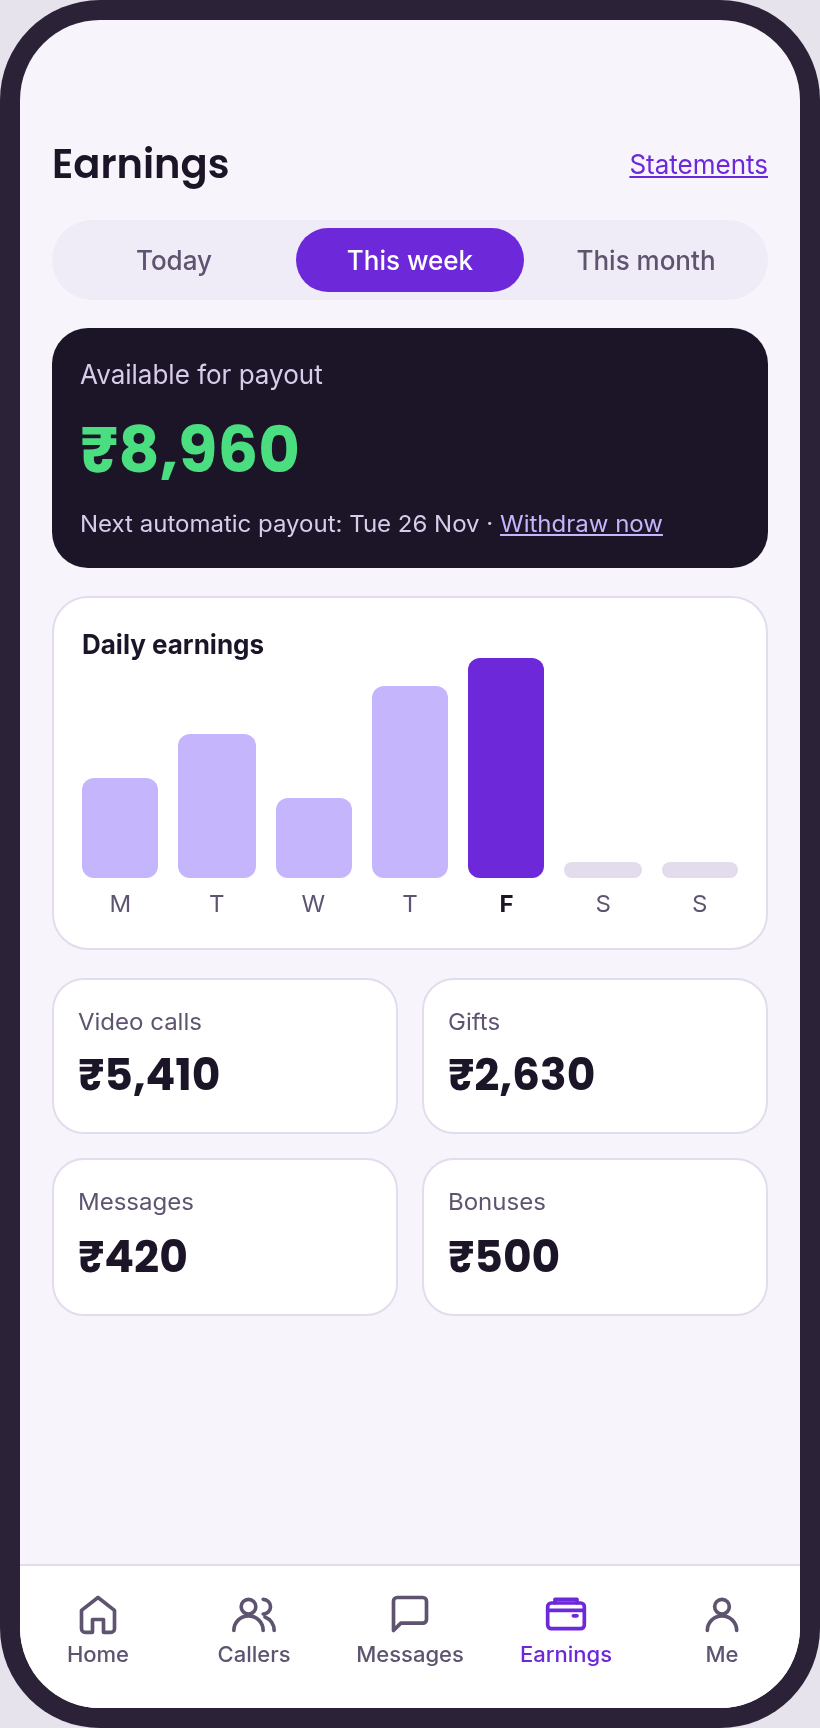 Earnings
Statements
Today
This week
This month
Available for payout
₹8,960
Next automatic payout: Tue 26 Nov · Withdraw now
Daily earnings
M T W T F S S
Video calls
₹5,410
Gifts
₹2,630
Messages
₹420
Bonuses
₹500
Home
Callers
Messages
Earnings
Me